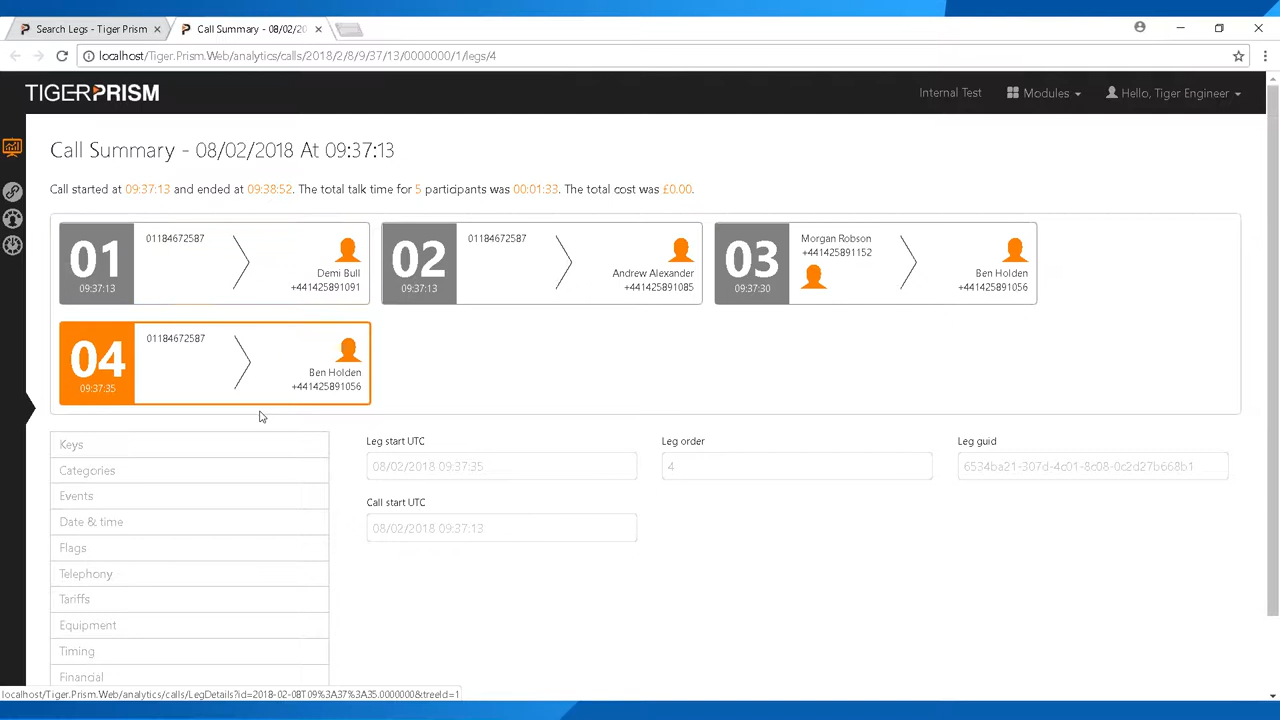 Search Legs - Tiger Prism
Call Summary - 08/02/20
localhost/Tiger.Prism.Web/analytics/calls/2018/2/8/9/37/13/0000000/1/legs/4
TIGER PRISM
Internal Test
Modules
Hello, Tiger Engineer
Call Summary - 08/02/2018 At 09:37:13
Call started at 09:37:13 and ended at 09:38:52. The total talk time for 5 participants was 00:01:33. The total cost was £0.00.
01
09:37:13
01184672587
Demi Bull
+441425891091
02
09:37:13
01184672587
Andrew Alexander
+441425891085
03
09:37:30
Morgan Robson
+441425891152
Ben Holden
+441425891056
04
09:37:35
01184672587
Ben Holden
+441425891056
Keys
Categories
Events
Date & time
Flags
Telephony
Tariffs
Equipment
Timing
Financial
Leg start UTC
08/02/2018 09:37:35
Leg order
4
Leg guid
6534ba21-307d-4c01-8c08-0c2d27b668b1
Call start UTC
08/02/2018 09:37:13
localhost/Tiger.Prism.Web/analytics/calls/LegDetails?id=2018-02-08T09%3A37%3A35.0000000&treeId=1